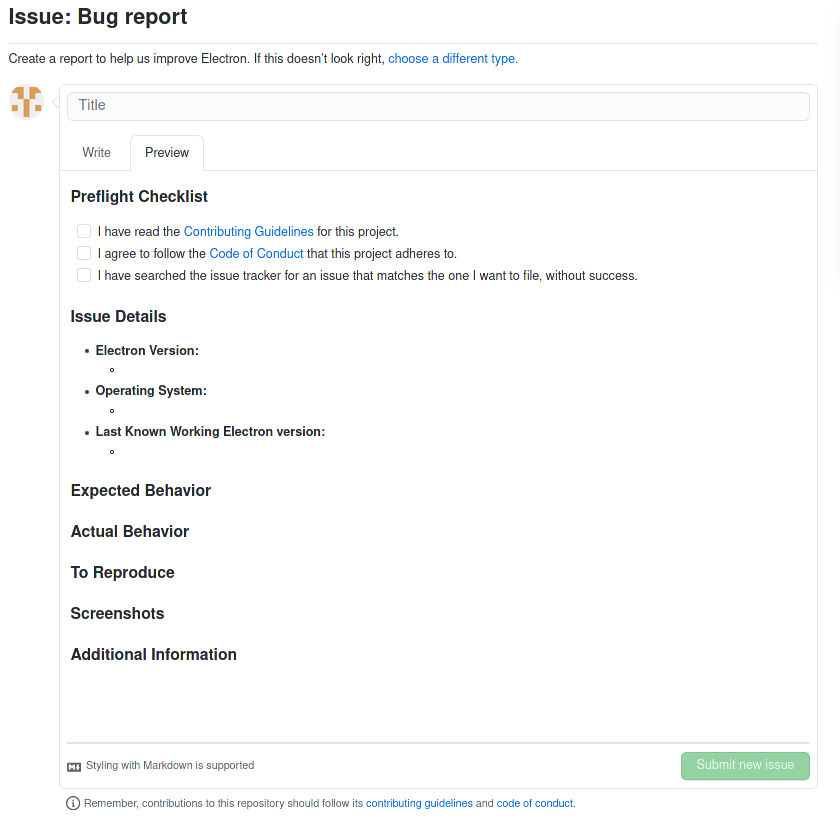 Issue: Bug report
Create a report to help us improve Electron. If this doesn't look right, choose a different type.
Title
Write Preview
Preflight Checklist
I have read the Contributing Guidelines for this project.
I agree to follow the Code of Conduct that this project adheres to.
I have searched the issue tracker for an issue that matches the one I want to file, without success.
Issue Details
Electron Version:
Operating System:
Last Known Working Electron version:
Expected Behavior
Actual Behavior
To Reproduce
Screenshots
Additional Information
Styling with Markdown is supported
Submit new issue
Remember, contributions to this repository should follow its contributing guidelines and code of conduct.